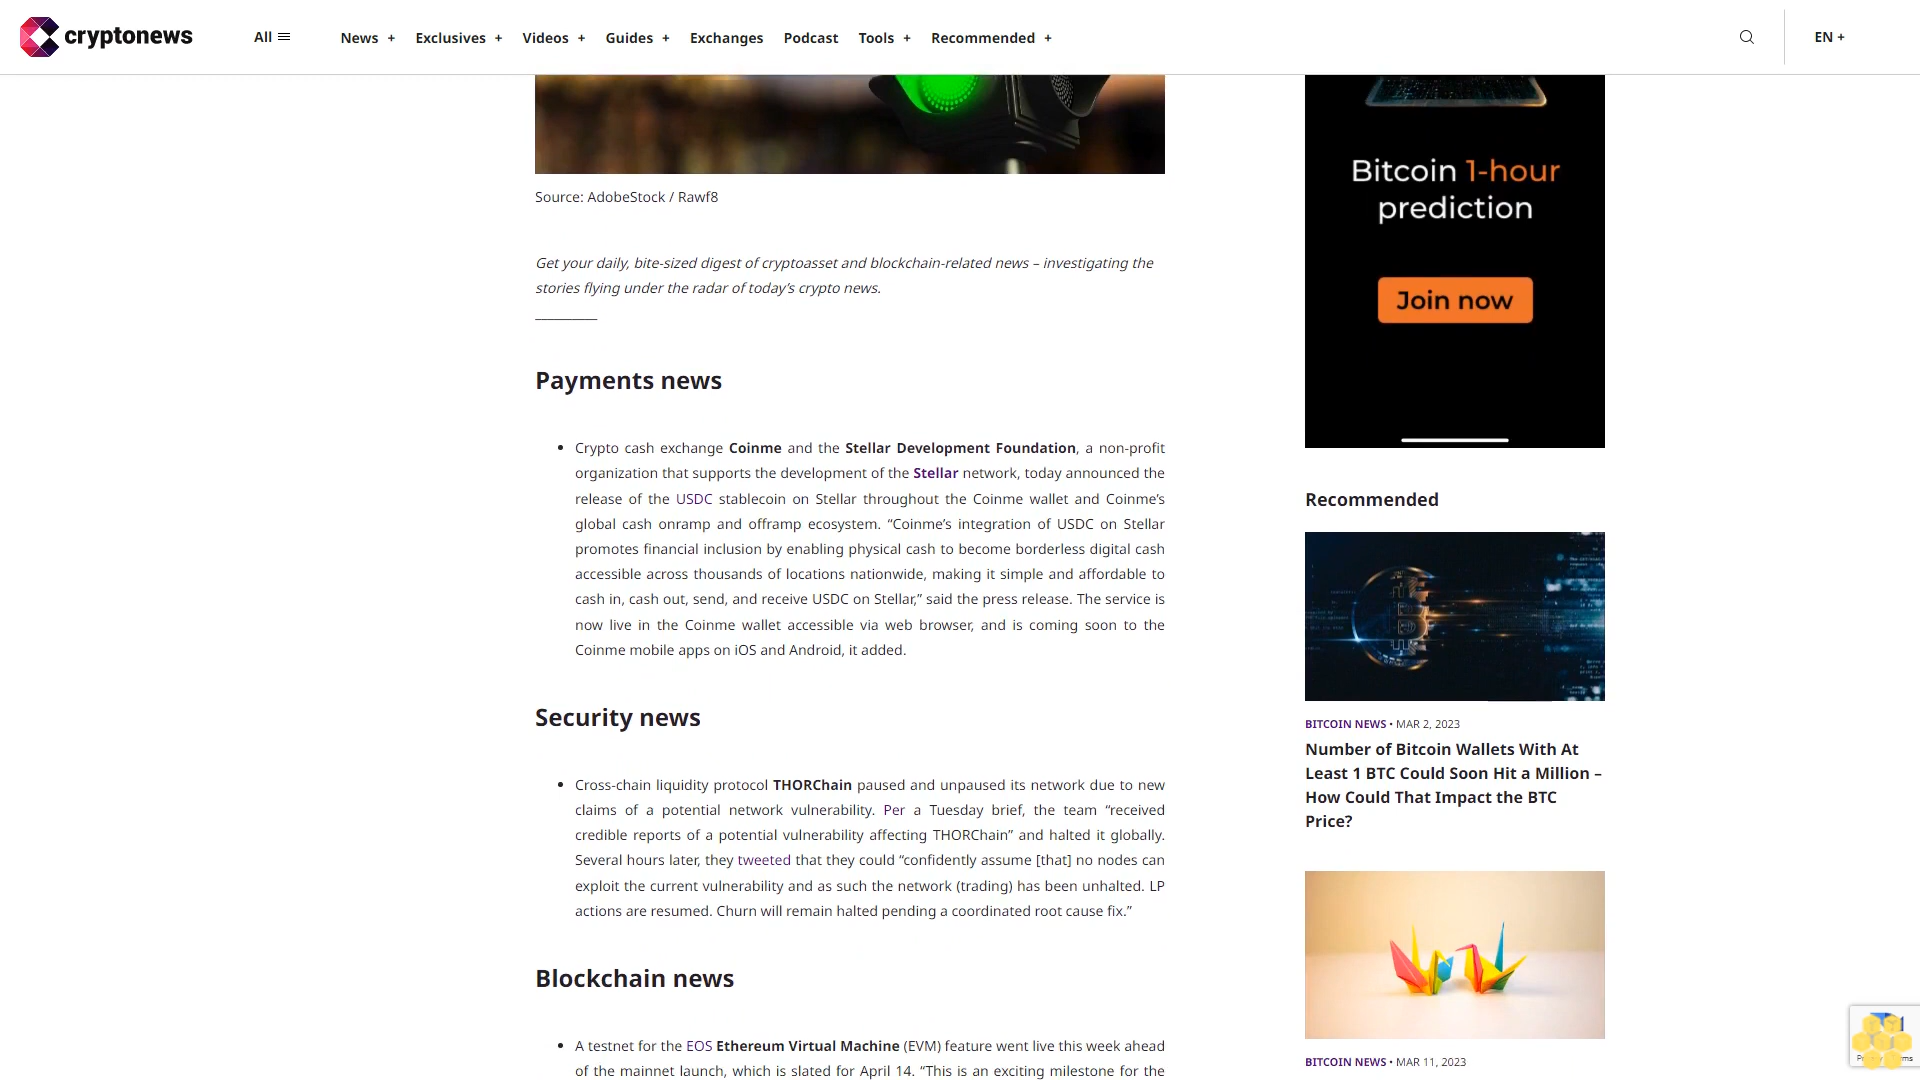 cryptonews
All
News +
Exclusives +
Videos +
Guides +
Exchanges
Podcast
Tools +
Recommended +
EN +
Source: AdobeStock / Rawf8
Get your daily, bite-sized digest of cryptoasset and blockchain-related news – investigating the
stories flying under the radar of today’s crypto news.
__________
Payments news
• Crypto cash exchange Coinme and the Stellar Development Foundation, a non-profit
organization that supports the development of the Stellar network, today announced the
release of the USDC stablecoin on Stellar throughout the Coinme wallet and Coinme’s
global cash onramp and offramp ecosystem. “Coinme’s integration of USDC on Stellar
promotes financial inclusion by enabling physical cash to become borderless digital cash
accessible across thousands of locations nationwide, making it simple and affordable to
cash in, cash out, send, and receive USDC on Stellar,” said the press release. The service is
now live in the Coinme wallet accessible via web browser, and is coming soon to the
Coinme mobile apps on iOS and Android, it added.
Security news
• Cross-chain liquidity protocol THORChain paused and unpaused its network due to new
claims of a potential network vulnerability. Per a Tuesday brief, the team “received
credible reports of a potential vulnerability affecting THORChain” and halted it globally.
Several hours later, they tweeted that they could “confidently assume [that] no nodes can
exploit the current vulnerability and as such the network (trading) has been unhalted. LP
actions are resumed. Churn will remain halted pending a coordinated root cause fix.”
Blockchain news
• A testnet for the EOS Ethereum Virtual Machine (EVM) feature went live this week ahead
of the mainnet launch, which is slated for April 14. “This is an exciting milestone for the
Bitcoin 1-hour
prediction
Join now
Recommended
BITCOIN NEWS • MAR 2, 2023
Number of Bitcoin Wallets With At
Least 1 BTC Could Soon Hit a Million –
How Could That Impact the BTC
Price?
BITCOIN NEWS • MAR 11, 2023